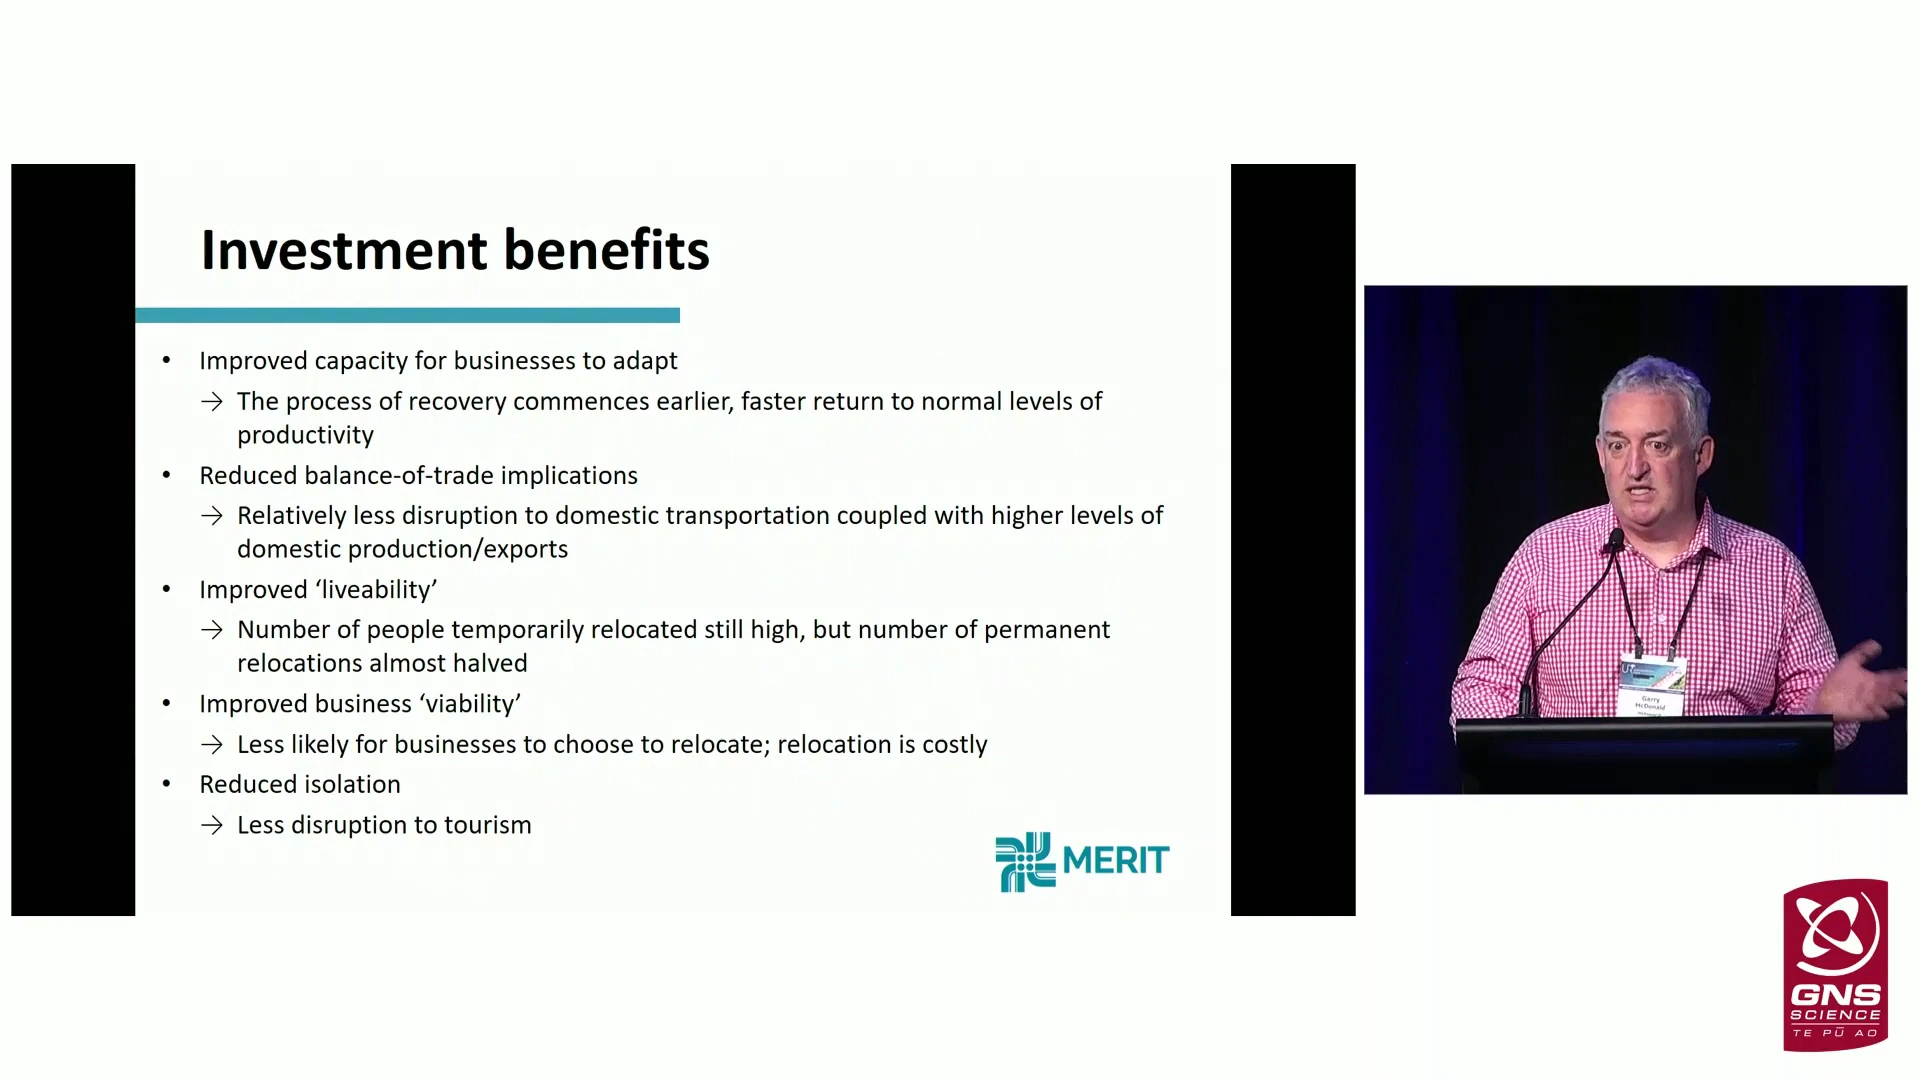 Investment benefits
• Improved capacity for businesses to adapt
→ The process of recovery commences earlier, faster return to normal levels of
productivity
• Reduced balance-of-trade implications
→ Relatively less disruption to domestic transportation coupled with higher levels of
domestic production/exports
• Improved ‘liveability’
→ Number of people temporarily relocated still high, but number of permanent
relocations almost halved
• Improved business ‘viability’
→ Less likely for businesses to choose to relocate; relocation is costly
• Reduced isolation
→ Less disruption to tourism
MERIT
Garry
McDonald
GNS
SCIENCE
TE PŪ AO